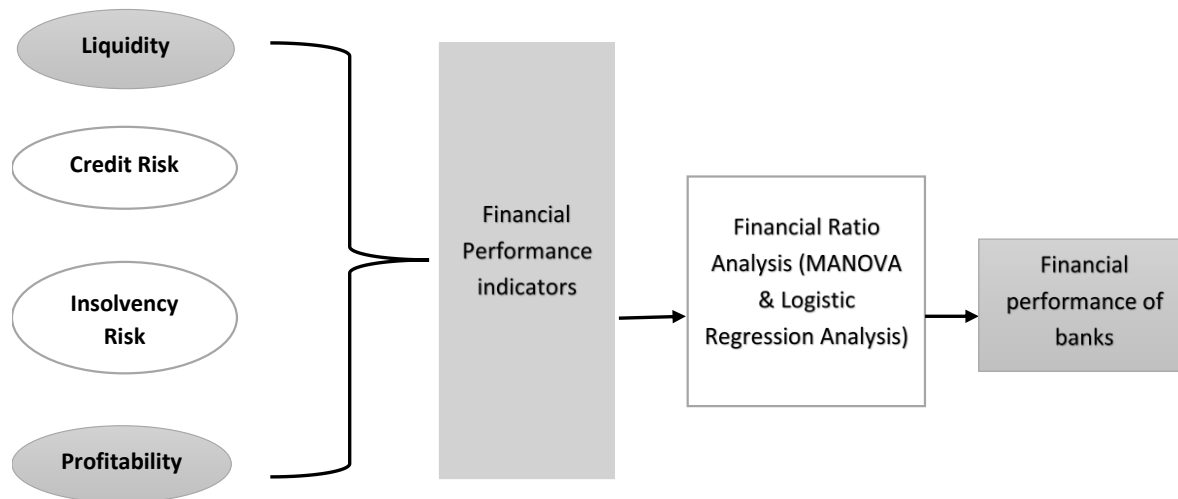 Liquidity
Credit Risk
Insolvency
Risk
Profitability
Financial
Performance
indicators
Financial Ratio
Analysis (MANOVA
& Logistic
Regression Analysis)
Financial
performance of
banks